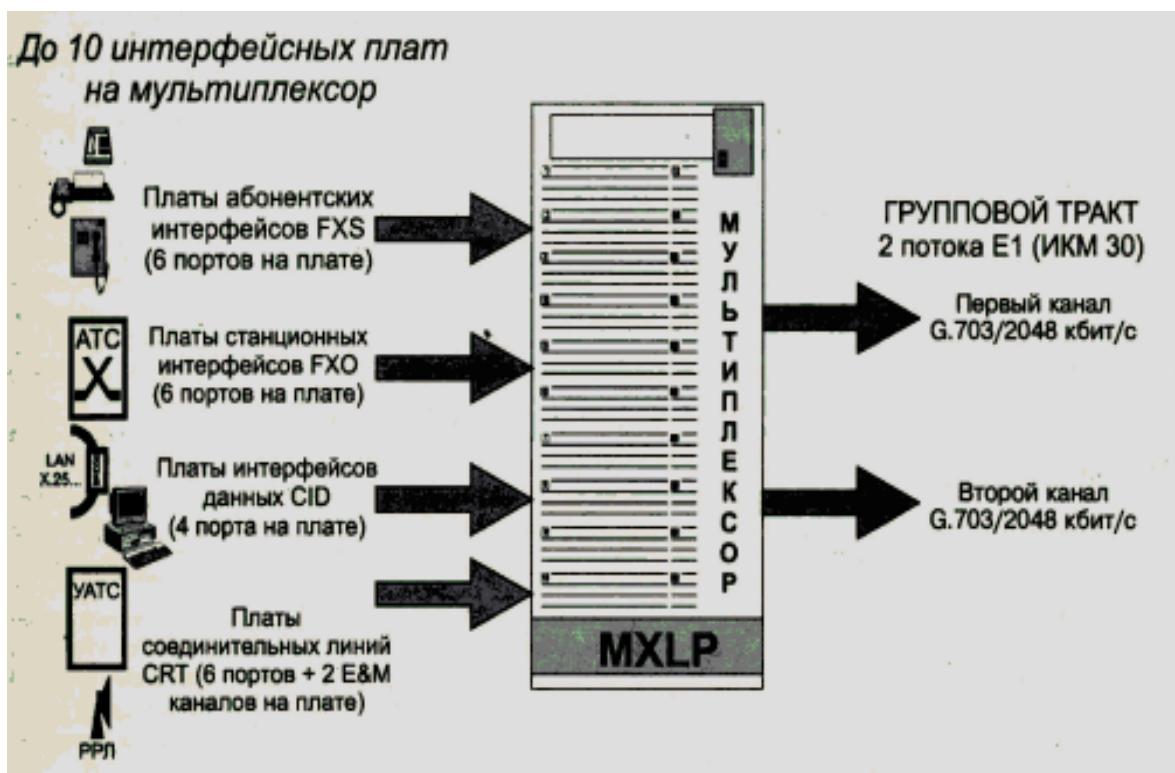 До 10 интерфейсных плат
на мультиплексор
Платы абонентских
интерфейсов FXS
(6 портов на плате)
АТС
Платы станционных
интерфейсов FXO
(6 портов на плате)
LAN
X.25...
Платы интерфейсов
данных CID
(4 порта на плате)
УАТС
Платы
соединительных линий
CRT (6 портов + 2 E&M
каналов на плате)
РРЛ
МУЛЬТИПЛЕКСОР
MXLP
ГРУППОВОЙ ТРАКТ
2 потока Е1 (ИКМ 30)
Первый канал
G.703/2048 кбит/с
Второй канал
G.703/2048 кбит/с